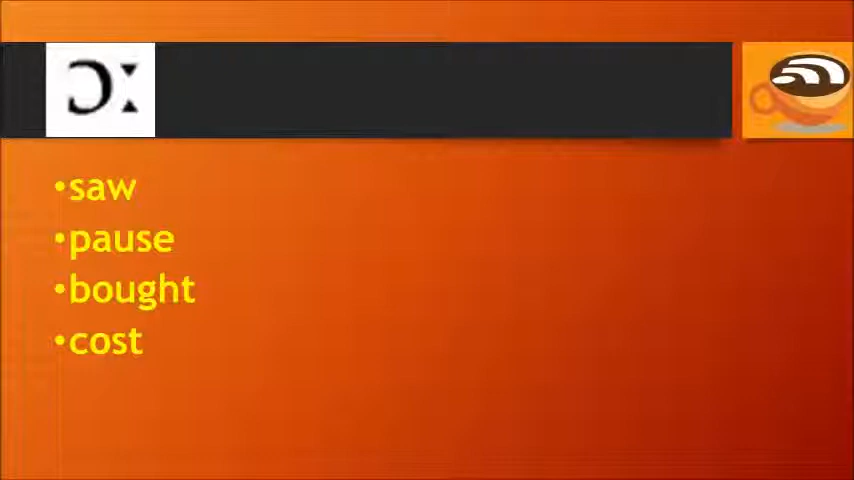 ɔː
•saw
•pause
•bought
•cost